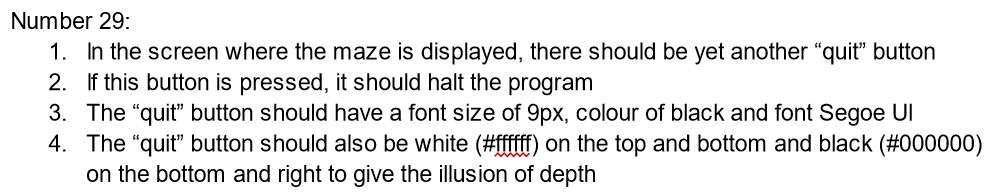 Number 29:
1. In the screen where the maze is displayed, there should be yet another “quit” button
2. If this button is pressed, it should halt the program
3. The “quit” button should have a font size of 9px, colour of black and font Segoe UI
4. The “quit” button should also be white (#ffffff) on the top and bottom and black (#000000)
on the bottom and right to give the illusion of depth